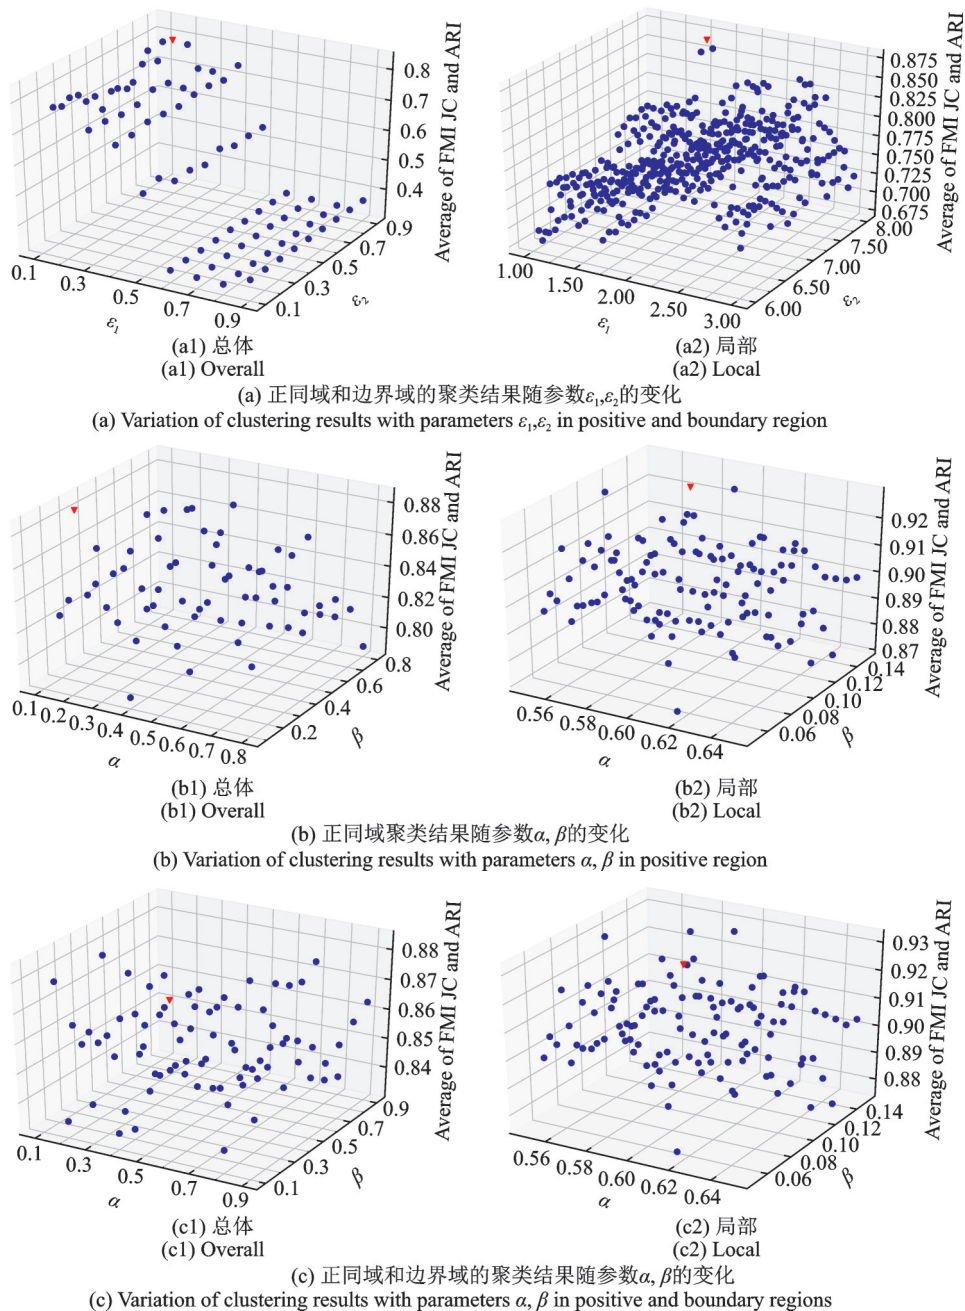 0.8
0.7
0.6
0.5
0.4
Average of FMI JC and ARI
0.1
0.3
0.5
0.7
0.9
ε₁
0.1
0.3
0.5
0.7
0.9
ε₂
(a1) 总体
(a1) Overall
0.875
0.850
0.825
0.800
0.775
0.750
0.725
0.700
0.675
Average of FMI JC and ARI
1.00
1.50
2.00
2.50
3.00
ε₁
6.00
6.50
7.00
7.50
8.00
ε₂
(a2) 局部
(a2) Local
(a) 正同域和边界域的聚类结果随参数ε₁,ε₂的变化
(a) Variation of clustering results with parameters ε₁,ε₂ in positive and boundary region
0.88
0.86
0.84
0.82
0.80
Average of FMI JC and ARI
0.1
0.2
0.3
0.4
0.5
0.6
0.7
0.8
α
0.2
0.4
0.6
0.8
β
(b1) 总体
(b1) Overall
0.92
0.91
0.90
0.89
0.88
0.87
Average of FMI JC and ARI
0.56
0.58
0.60
0.62
0.64
α
0.06
0.08
0.10
0.12
0.14
β
(b2) 局部
(b2) Local
(b) 正同域聚类结果随参数α, β的变化
(b) Variation of clustering results with parameters α, β in positive region
0.88
0.87
0.86
0.85
0.84
Average of FMI JC and ARI
0.1
0.3
0.5
0.7
0.9
α
0.1
0.3
0.5
0.7
0.9
β
(c1) 总体
(c1) Overall
0.93
0.92
0.91
0.90
0.89
0.88
Average of FMI JC and ARI
0.56
0.58
0.60
0.62
0.64
α
0.06
0.08
0.10
0.12
0.14
β
(c2) 局部
(c2) Local
(c) 正同域和边界域的聚类结果随参数α, β的变化
(c) Variation of clustering results with parameters α, β in positive and boundary regions